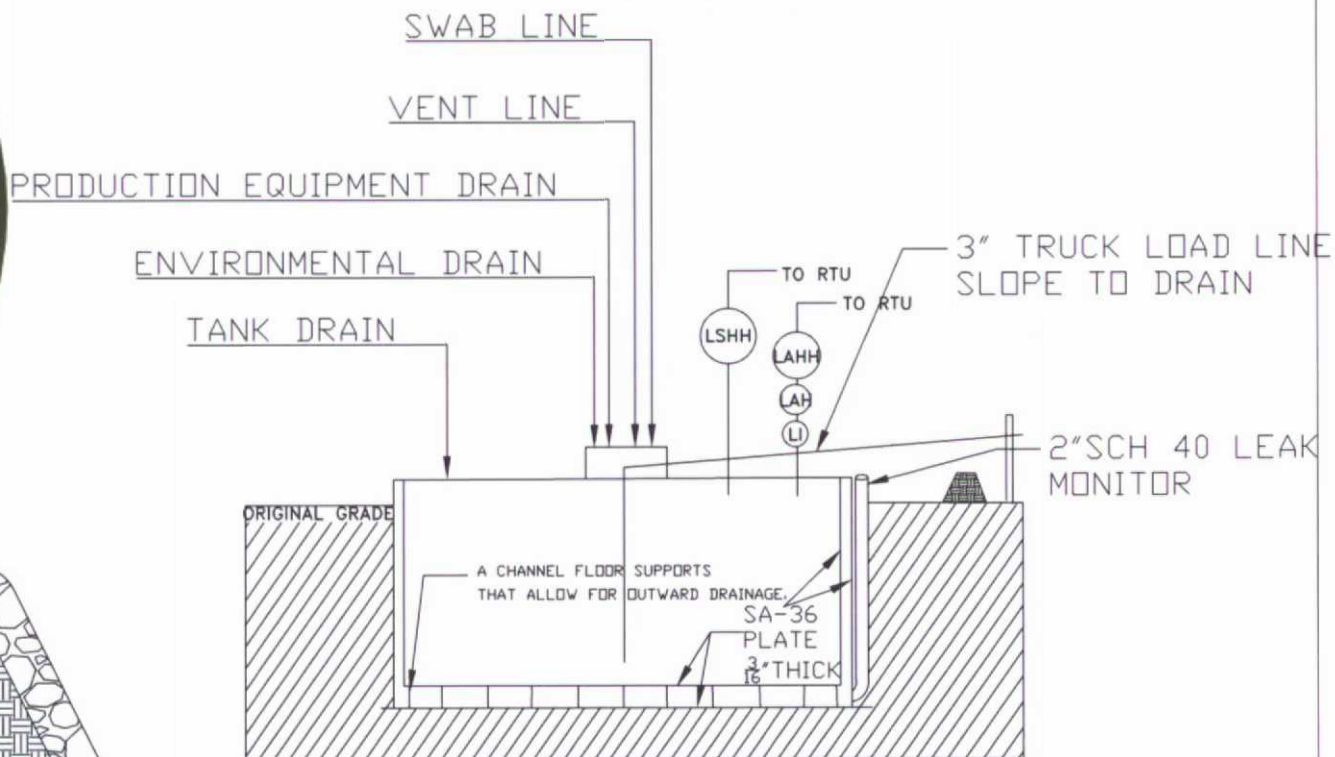 SWAB LINE
VENT LINE
PRODUCTION EQUIPMENT DRAIN
ENVIRONMENTAL DRAIN
TANK DRAIN
TO RTU
TO RTU
3" TRUCK LOAD LINE
SLOPE TO DRAIN
LSHH
LAHH
LAH
LI
2"SCH 40 LEAK
MONITOR
ORIGINAL GRADE
A CHANNEL FLOOR SUPPORTS
THAT ALLOW FOR OUTWARD DRAINAGE.
SA-36
PLATE
3/16"THICK